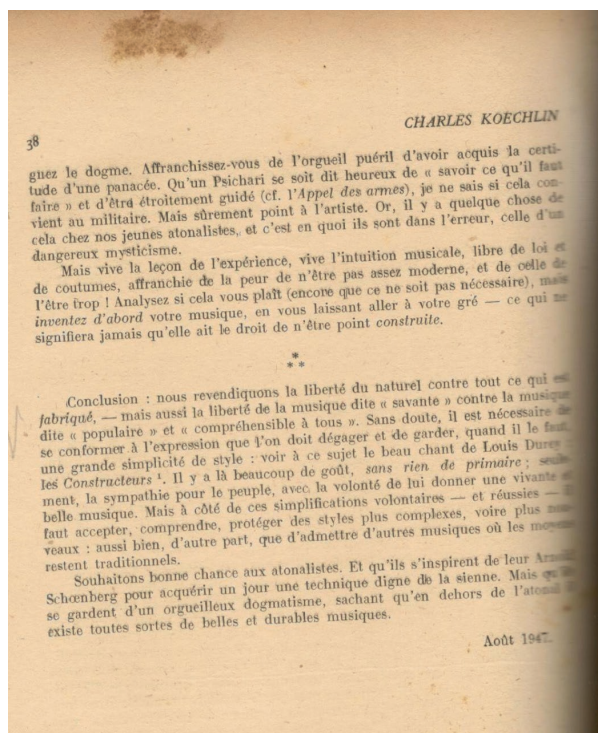 38
CHARLES KOECHLIN
guez le dogme. Affranchissez-vous de l'orgueil puéril d'avoir acquis la certi-
tude d'une panacée. Qu'un Psichari se soit dit heureux de « savoir ce qu'il faut
faire » et d'être étroitement guidé (cf. l'Appel des armes), je ne sais si cela con-
vient au militaire. Mais sûrement point à l'artiste. Or, il y a quelque chose de
cela chez nos jeunes atonalistes, et c'est en quoi ils sont dans l'erreur, celle d'un
dangereux mysticisme.
Mais vive la leçon de l'expérience, vive l'intuition musicale, libre de loi et
de coutumes, affranchie de la peur de n'être pas assez moderne, et de celle de
l'être trop ! Analysez si cela vous plaît (encore que ce ne soit pas nécessaire), mais
inventez d'abord votre musique, en vous laissant aller à votre gré — ce qui ne
signifiera jamais qu'elle ait le droit de n'être point construite.
*
* *
Conclusion : nous revendiquons la liberté du naturel contre tout ce qui est
fabriqué, — mais aussi la liberté de la musique dite « savante » contre la musique
dite « populaire » et « compréhensible à tous ». Sans doute, il est nécessaire de
se conformer à l'expression que l'on doit dégager et de garder, quand il le faut,
une grande simplicité de style : voir à ce sujet le beau chant de Louis Durey :
les Constructeurs ¹. Il y a là beaucoup de goût, sans rien de primaire ; seule-
ment, la sympathie pour le peuple, avec la volonté de lui donner une vivante et
belle musique. Mais à côté de ces simplifications volontaires — et réussies —
faut accepter, comprendre, protéger des styles plus complexes, voire plus nou-
veaux : aussi bien, d'autre part, que d'admettre d'autres musiques où les moyens
restent traditionnels.
Souhaitons bonne chance aux atonalistes. Et qu'ils s'inspirent de leur Arnold
Schœnberg pour acquérir un jour une technique digne de la sienne. Mais
se gardent d'un orgueilleux dogmatisme, sachant qu'en dehors de
existe toutes sortes de belles et durables musiques.
Août 1947.